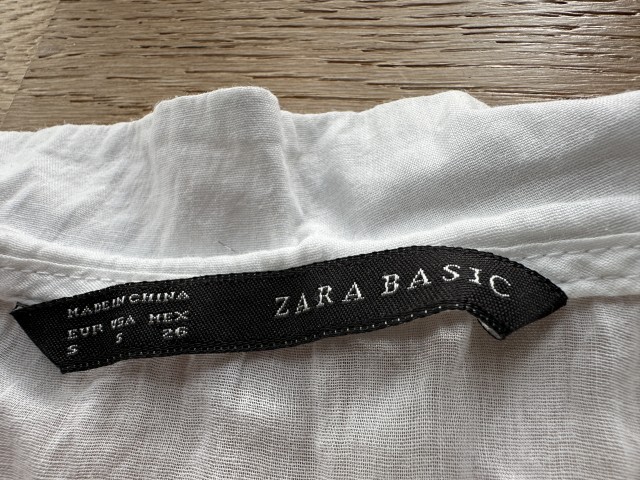 MADE IN CHINA
EUR USA MEX
S S 26
ZARA BASIC